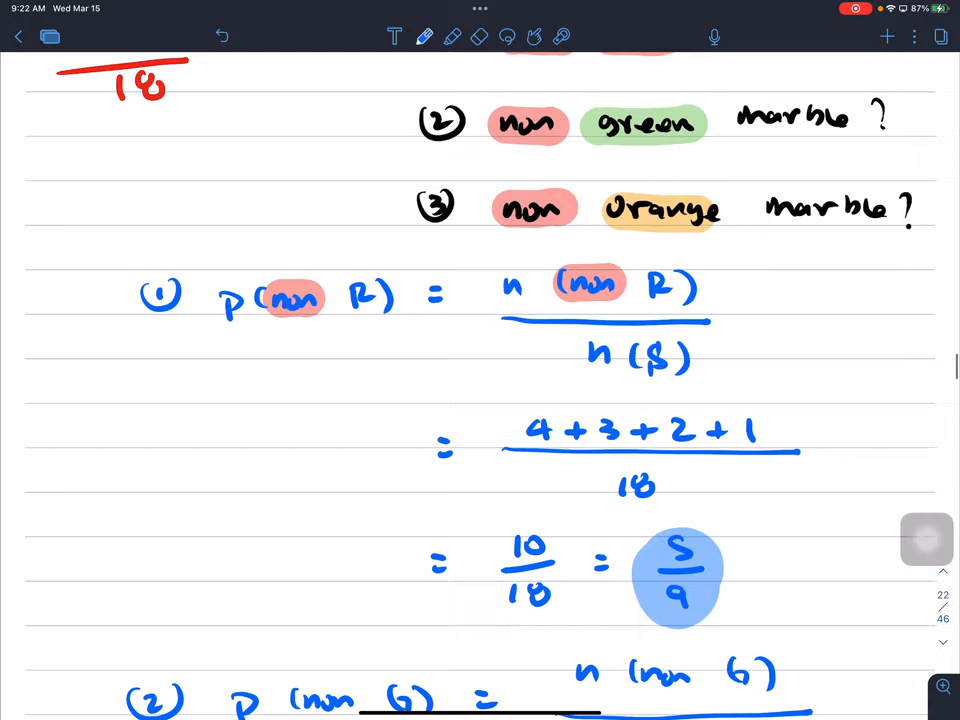 9:22 AM Wed Mar 15
87%
18
(2) non green marble?
(3) non orange marble?
(1) P(non R) = n (non R)
n (S)
= 4 + 3 + 2 + 1
18
= 10/18 = 5/9
22
/
46
(2) P (non G) = n (non G)